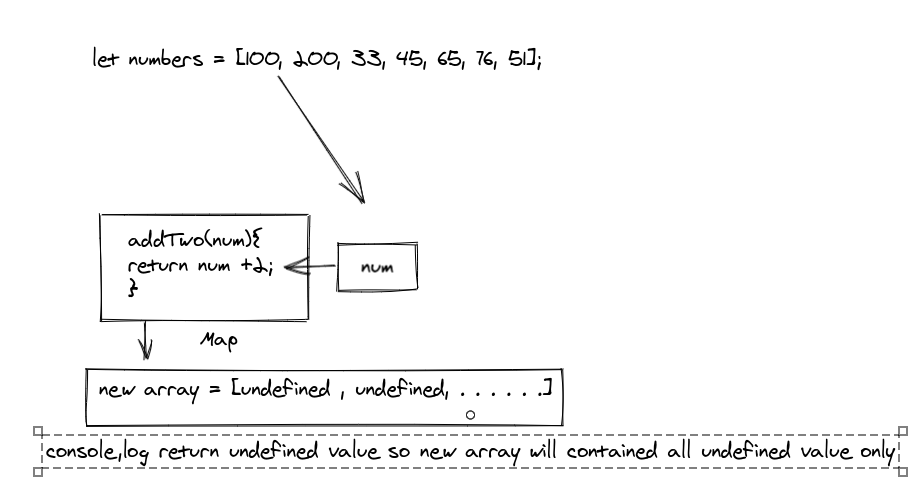 let numbers = [100, 200, 33, 45, 65, 76, 51];
addTwo(num){
return num +2;
}
num
Map
new array = [undefined , undefined, . . . . . .]
console,log return undefined value so new array will contained all undefined value only